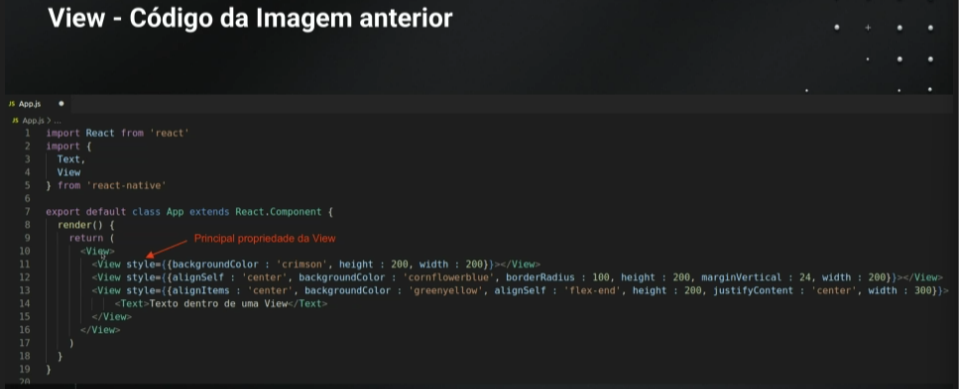 View - Código da Imagem anterior
JS App.js
JS App.js > ...
1 import React from 'react'
2 import {
3 Text,
4 View
5 } from 'react-native'
6
7 export default class App extends React.Component {
8 render() {
9 return ( Principal propriedade da View
10 <View>
11 <View style={{backgroundColor : 'crimson', height : 200, width : 200}}></View>
12 <View style={{alignSelf : 'center', backgroundColor : 'cornflowerblue', borderRadius : 100, height : 200, marginVertical : 24, width : 200}}></View>
13 <View style={{alignItems : 'center', backgroundColor : 'greenyellow', alignSelf : 'flex-end', height : 200, justifyContent : 'center', width : 300}}>
14 <Text>Texto dentro de uma View</Text>
15 </View>
16 </View>
17 )
18 }
19 }
20